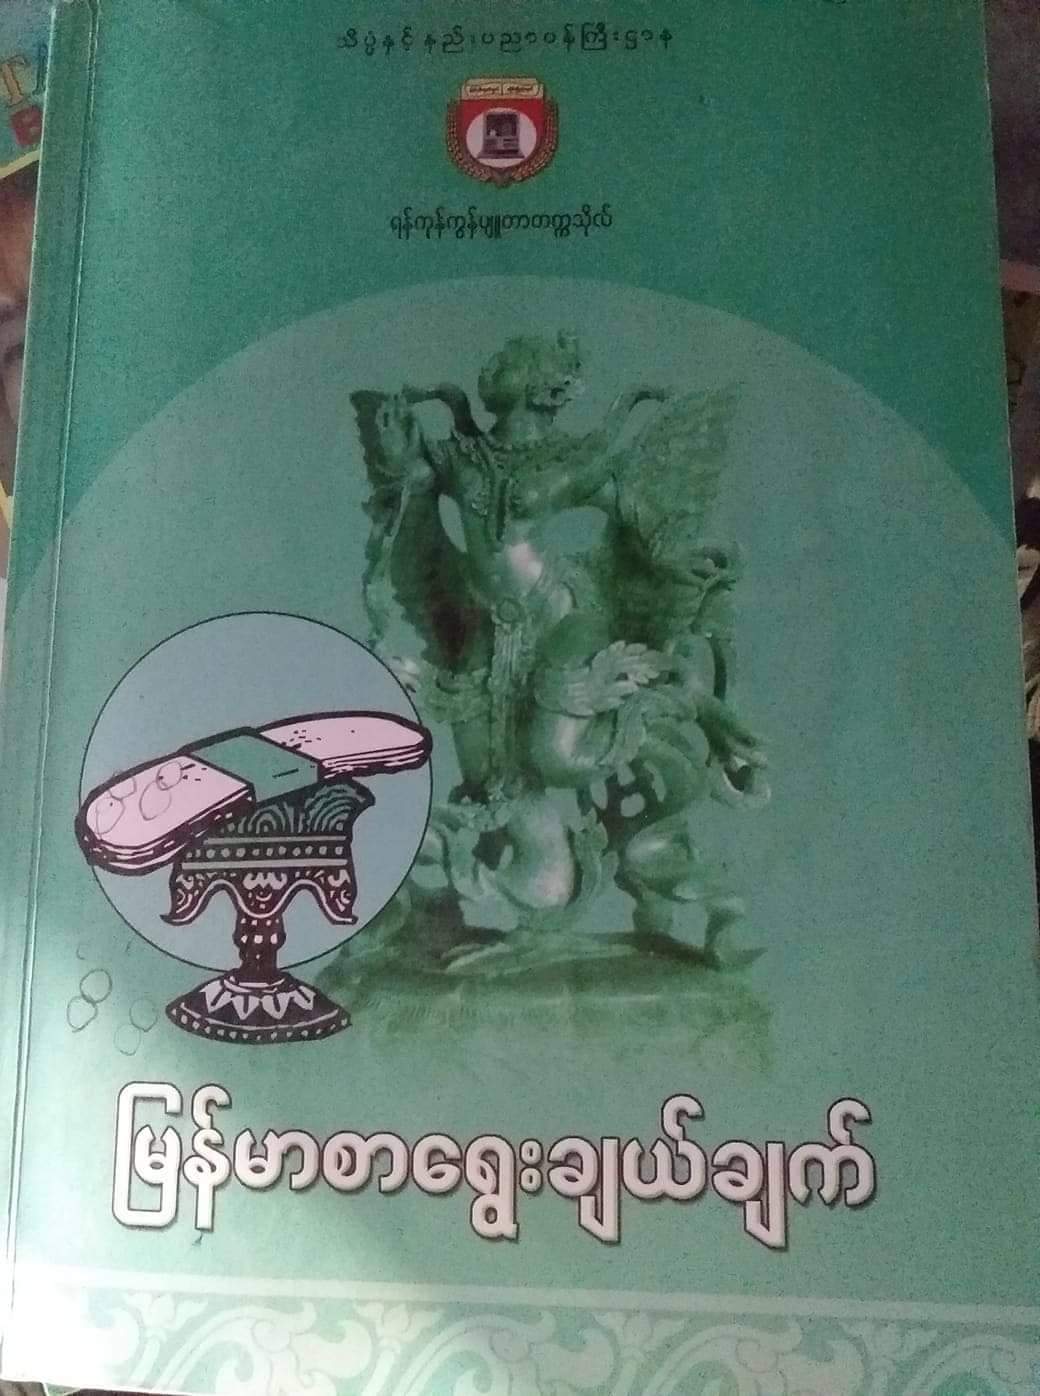 သိပ္ပံနှင့်နည်းပညာဝန်ကြီးဌာန
ရန်ကုန်ကွန်ပျူတာတက္ကသိုလ်
မြန်မာစာရွေးချယ်ချက်